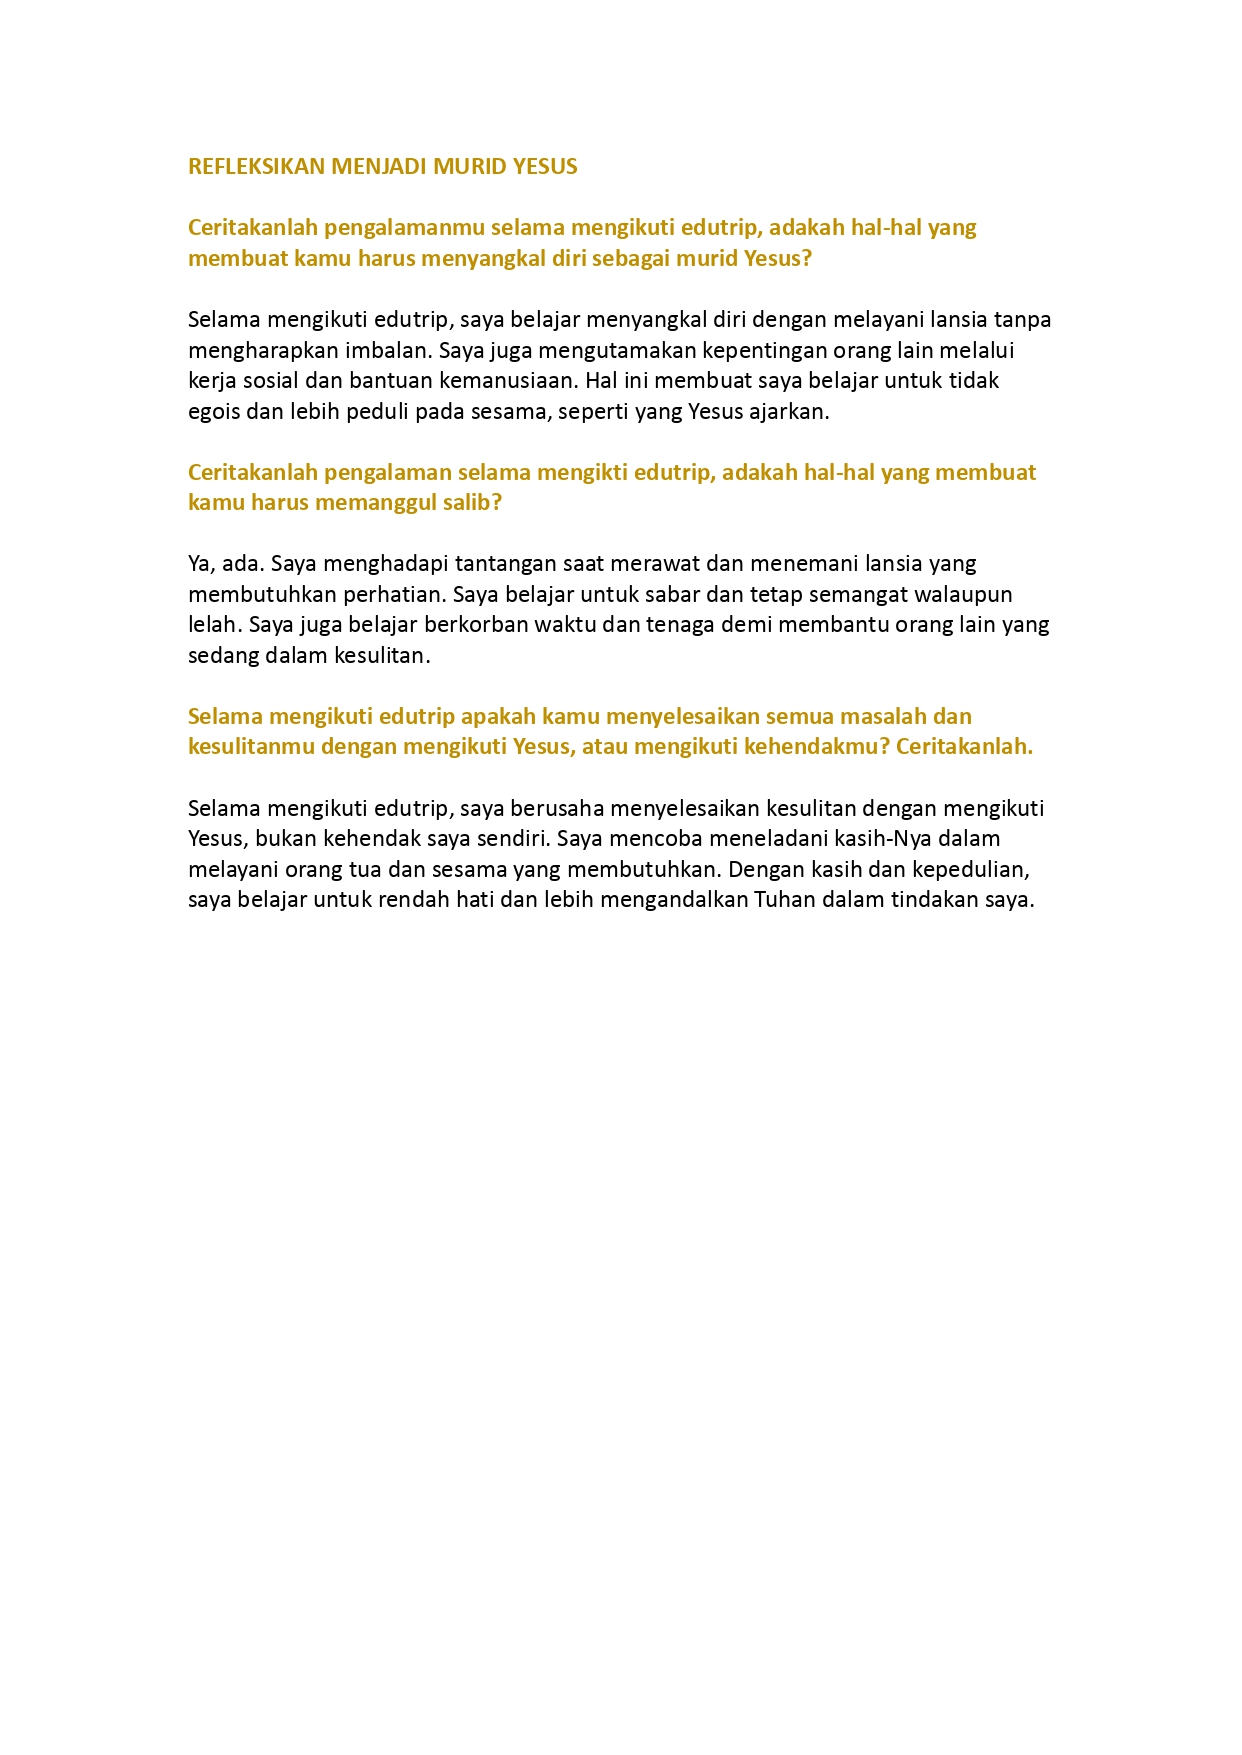 REFLEKSIKAN MENJADI MURID YESUS
Ceritakanlah pengalamanmu selama mengikuti edutrip, adakah hal-hal yang
membuat kamu harus menyangkal diri sebagai murid Yesus?
Selama mengikuti edutrip, saya belajar menyangkal diri dengan melayani lansia tanpa
mengharapkan imbalan. Saya juga mengutamakan kepentingan orang lain melalui
kerja sosial dan bantuan kemanusiaan. Hal ini membuat saya belajar untuk tidak
egois dan lebih peduli pada sesama, seperti yang Yesus ajarkan.
Ceritakanlah pengalaman selama mengikti edutrip, adakah hal-hal yang membuat
kamu harus memanggul salib?
Ya, ada. Saya menghadapi tantangan saat merawat dan menemani lansia yang
membutuhkan perhatian. Saya belajar untuk sabar dan tetap semangat walaupun
lelah. Saya juga belajar berkorban waktu dan tenaga demi membantu orang lain yang
sedang dalam kesulitan.
Selama mengikuti edutrip apakah kamu menyelesaikan semua masalah dan
kesulitanmu dengan mengikuti Yesus, atau mengikuti kehendakmu? Ceritakanlah.
Selama mengikuti edutrip, saya berusaha menyelesaikan kesulitan dengan mengikuti
Yesus, bukan kehendak saya sendiri. Saya mencoba meneladani kasih-Nya dalam
melayani orang tua dan sesama yang membutuhkan. Dengan kasih dan kepedulian,
saya belajar untuk rendah hati dan lebih mengandalkan Tuhan dalam tindakan saya.